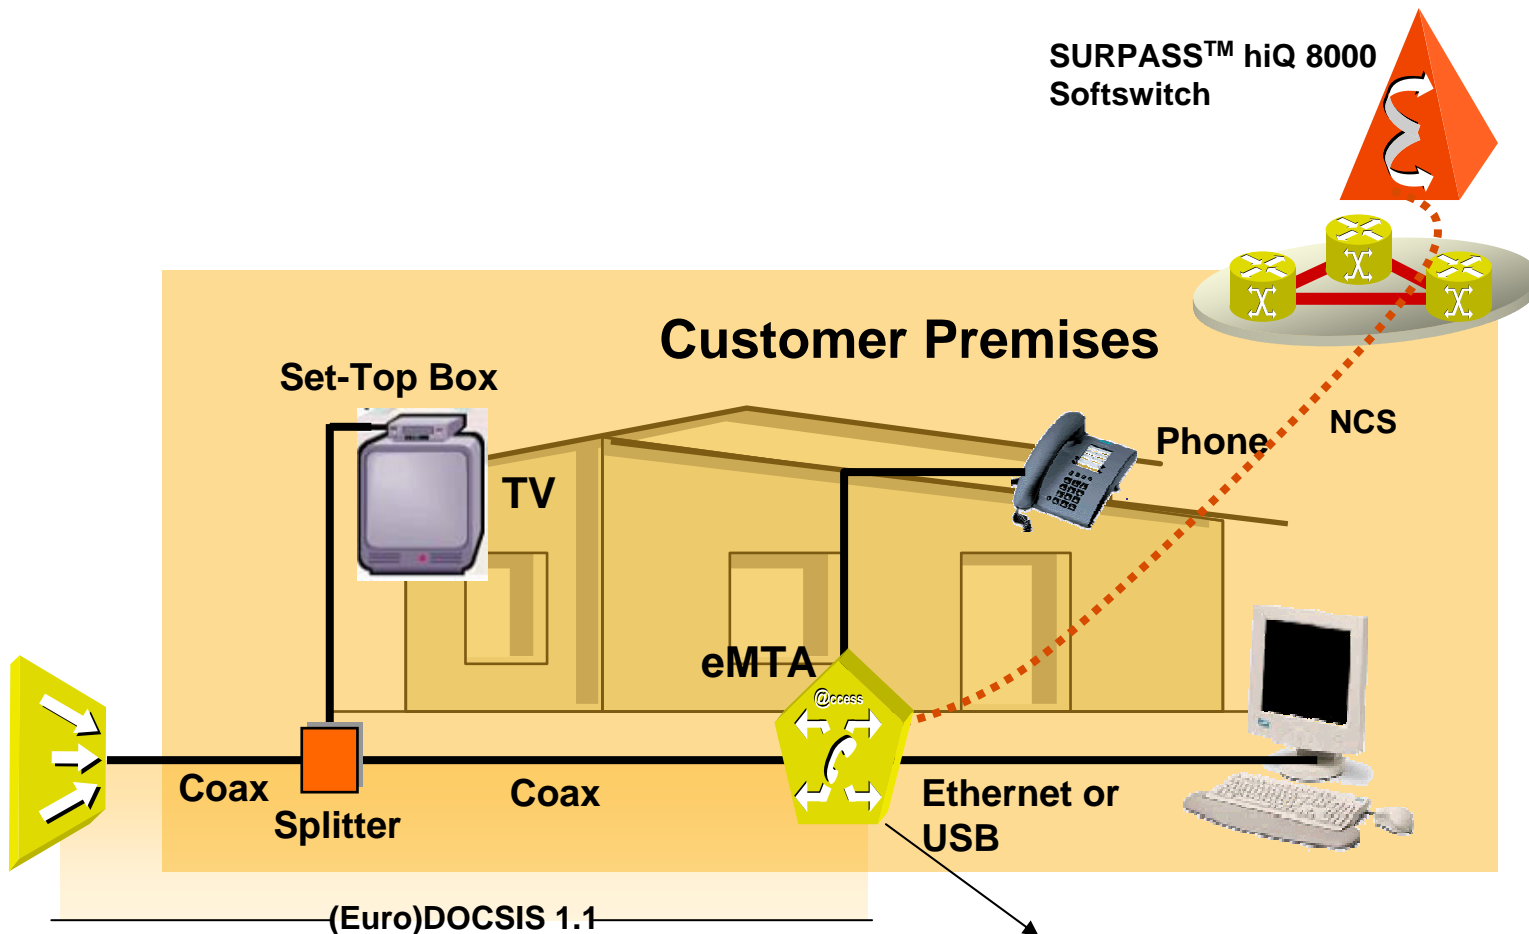 SURPASS™ hiQ 8000
Softswitch
Customer Premises
Set-Top Box
NCS
Phone
TV
eMTA
@ccess
Coax
Coax
Ethernet or
USB
Splitter
(Euro)DOCSIS 1.1